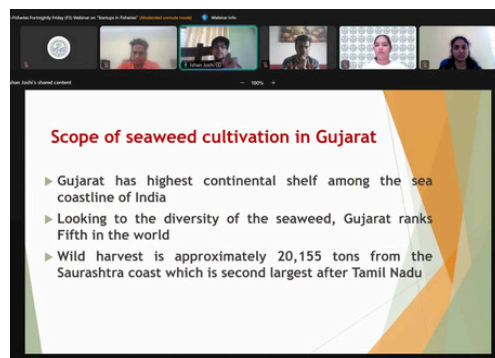 Fisheries Fortnightly Friday (F3) Webinar on "Startups in Fisheries" (Moderated unmute inside)
Webinar info
Ishan Joshi
Ishan Joshi's shared content
100%
Scope of seaweed cultivation in Gujarat
Gujarat has highest continental shelf among the sea
coastline of India
Looking to the diversity of the seaweed, Gujarat ranks
Fifth in the world
Wild harvest is approximately 20,155 tons from the
Saurashtra coast which is second largest after Tamil Nadu